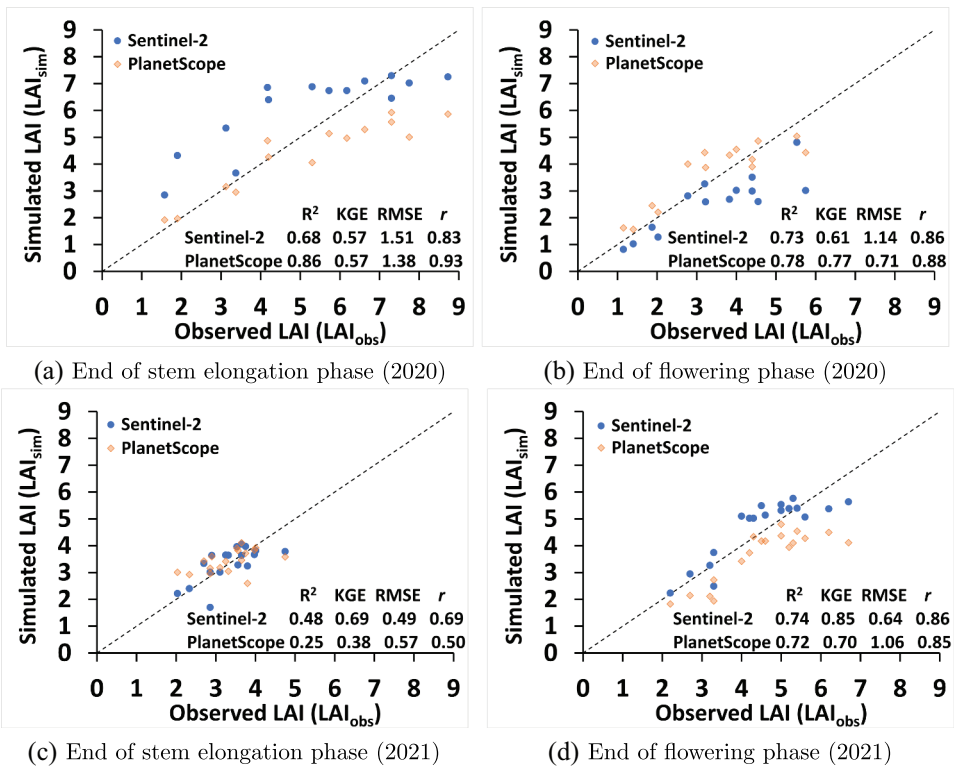 Simulated LAI (LAIsim)
9
8
7
6
5
4
3
2
1
0
Sentinel-2
PlanetScope
R² KGE RMSE r
Sentinel-2 0.68 0.57 1.51 0.83
PlanetScope 0.86 0.57 1.38 0.93
0 1 2 3 4 5 6 7 8 9
Observed LAI (LAIobs)
(a) End of stem elongation phase (2020)
Simulated LAI (LAIsim)
9
8
7
6
5
4
3
2
1
0
Sentinel-2
PlanetScope
R² KGE RMSE r
Sentinel-2 0.73 0.61 1.14 0.86
PlanetScope 0.78 0.77 0.71 0.88
0 1 2 3 4 5 6 7 8 9
Observed LAI (LAIobs)
(b) End of flowering phase (2020)
Simulated LAI (LAIsim)
9
8
7
6
5
4
3
2
1
0
Sentinel-2
PlanetScope
R² KGE RMSE r
Sentinel-2 0.48 0.69 0.49 0.69
PlanetScope 0.25 0.38 0.57 0.50
0 1 2 3 4 5 6 7 8 9
Observed LAI (LAIobs)
(c) End of stem elongation phase (2021)
Simulated LAI (LAIsim)
9
8
7
6
5
4
3
2
1
0
Sentinel-2
PlanetScope
R² KGE RMSE r
Sentinel-2 0.74 0.85 0.64 0.86
PlanetScope 0.72 0.70 1.06 0.85
0 1 2 3 4 5 6 7 8 9
Observed LAI (LAIobs)
(d) End of flowering phase (2021)